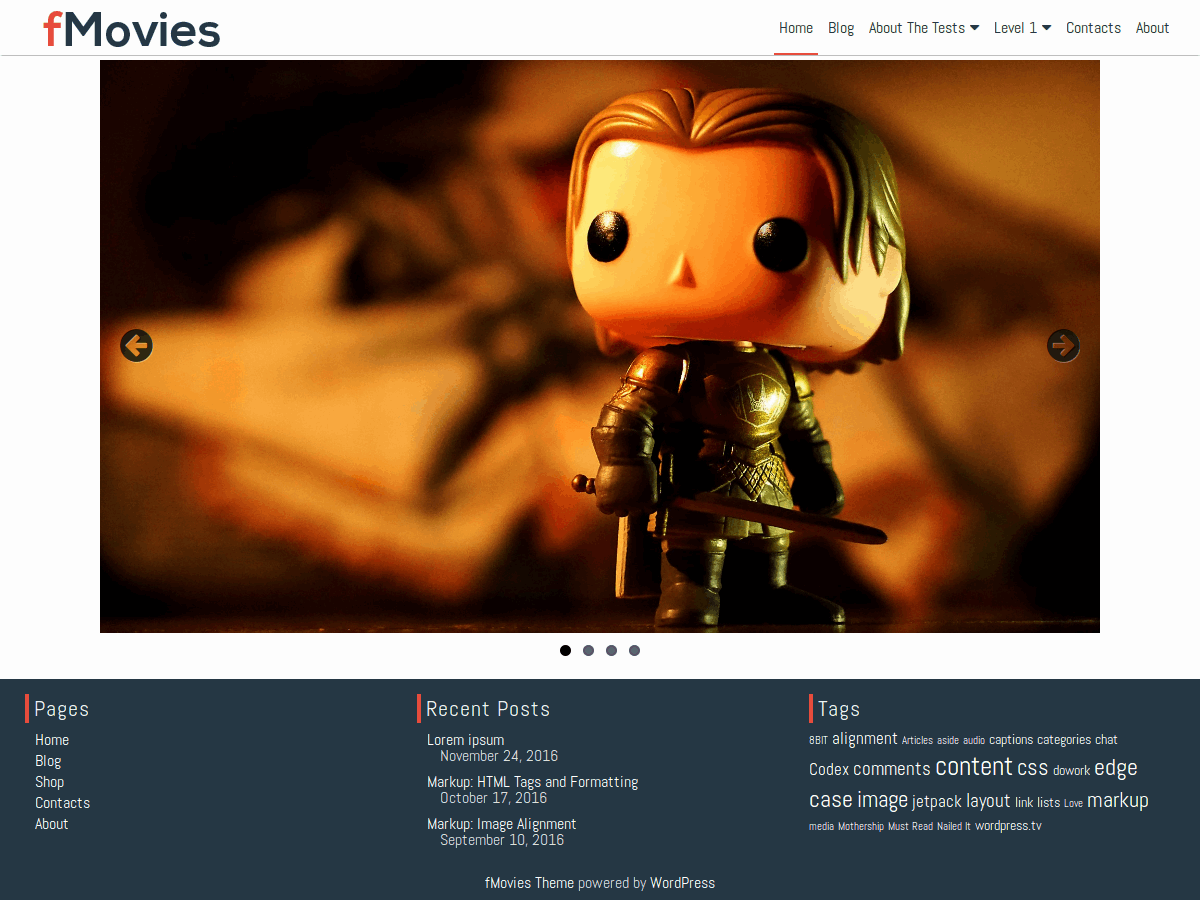 fMovies
Home Blog About The Tests Level 1 Contacts About
Pages
Home
Blog
Shop
Contacts
About
Recent Posts
Lorem ipsum
November 24, 2016
Markup: HTML Tags and Formatting
October 17, 2016
Markup: Image Alignment
September 10, 2016
Tags
8BIT alignment Articles aside audio captions categories chat
Codex comments content css dowork edge
case image jetpack layout link lists Love markup
media Mothership Must Read Nailed It wordpress.tv
fMovies Theme powered by WordPress